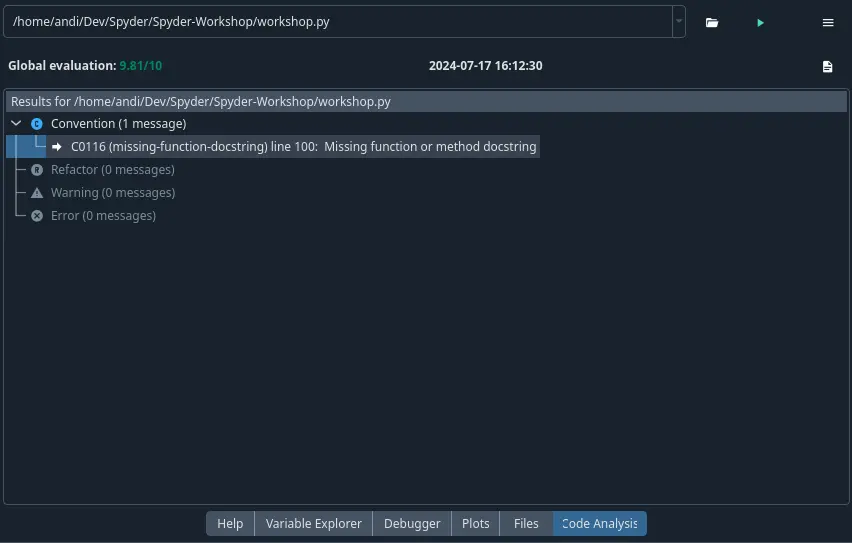 /home/andi/Dev/Spyder/Spyder-Workshop/workshop.py
Global evaluation: 9.81/10 2024-07-17 16:12:30
Results for /home/andi/Dev/Spyder/Spyder-Workshop/workshop.py
C Convention (1 message)
C0116 (missing-function-docstring) line 100: Missing function or method docstring
R Refactor (0 messages)
Warning (0 messages)
Error (0 messages)
Help Variable Explorer Debugger Plots Files Code Analysis